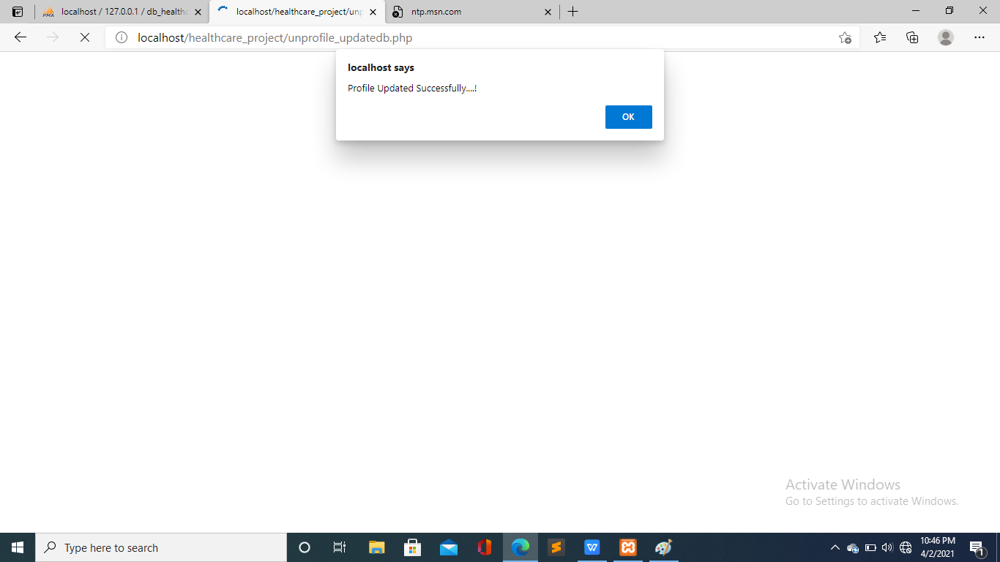 PMA
localhost / 127.0.0.1 / db_healthc
localhost/healthcare_project/unp
ntp.msn.com
localhost/healthcare_project/unprofile_updatedb.php
localhost says
Profile Updated Successfully....!
OK
Activate Windows
Go to Settings to activate Windows.
Type here to search
10:46 PM
4/2/2021
1